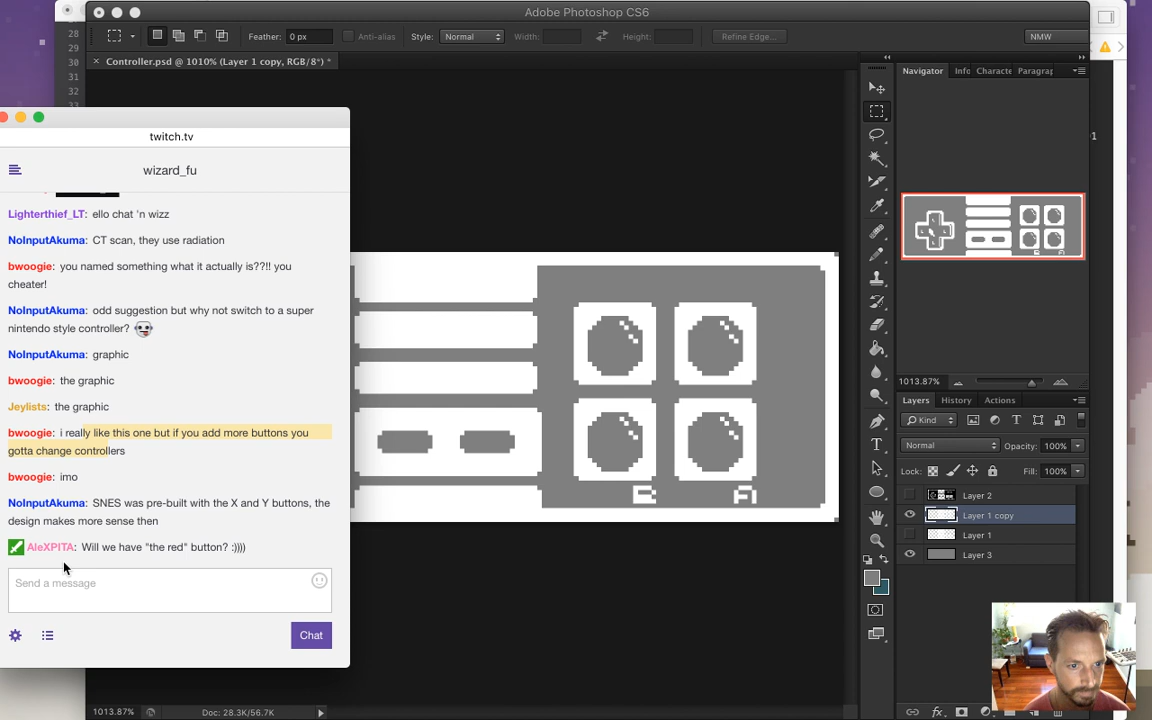 Adobe Photoshop CS6
28
29
30
31
32
Feather: 0 px
Anti-alias
Style: Normal
Width:
Height:
Refine Edge...
NMW
× Controller.psd @ 1010% (Layer 1 copy, RGB/8*) *
twitch.tv
wizard_fu
Lighterthief_LT: ello chat 'n wizz
NoInputAkuma: CT scan, they use radiation
bwoogie: you named something what it actually is??!! you
cheater!
NoInputAkuma: odd suggestion but why not switch to a super
nintendo style controller?
NoInputAkuma: graphic
bwoogie: the graphic
Jeylists: the graphic
bwoogie: i really like this one but if you add more buttons you
gotta change controllers
bwoogie: imo
NoInputAkuma: SNES was pre-built with the X and Y buttons, the
design makes more sense then
AleXPITA: Will we have "the red" button? :))))
Send a message
Chat
B A
1013.87%
Doc: 28.3K/56.7K
Navigator
Info
Characte
Paragrap
1013.87%
Layers
History
Actions
Kind
Normal
Opacity: 100%
Lock:
Fill: 100%
Layer 2
Layer 1 copy
Layer 1
Layer 3